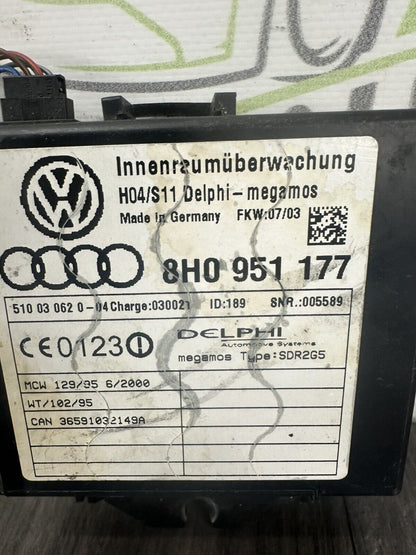 Innenraumüberwachung
H04/S11 Delphi-megamos
Made in Germany FKW:07/03
8H0 951 177
510 03 062 0 -04 Charge:030021 ID:189 SNR.:005589
CE0123
DELPHI
Automotive Systems
megamos Type:SDR2G5
MCW 129/95 6/2000
WT/102/95
CAN 36591032149A